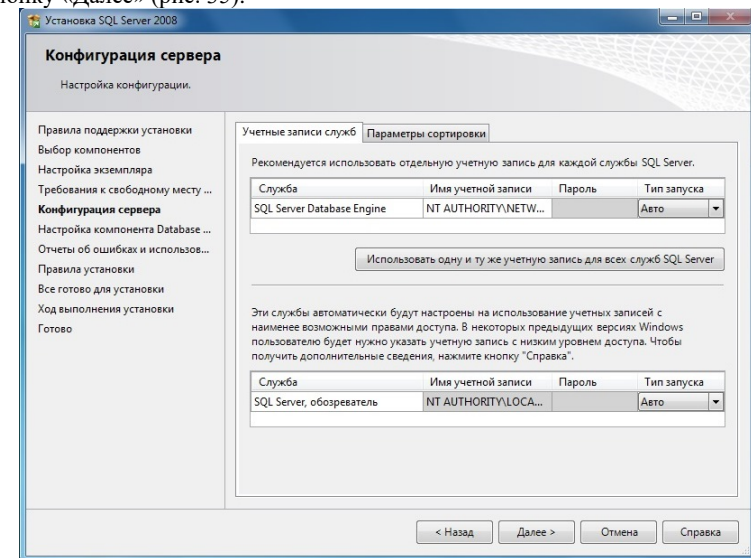 «Далее» (рис. 33).
Установка SQL Server 2008
Конфигурация сервера
Настройка конфигурации.
Правила поддержки установки
Выбор компонентов
Настройка экземпляра
Требования к свободному месту ...
Конфигурация сервера
Настройка компонента Database ...
Отчеты об ошибках и использов...
Правила установки
Все готово для установки
Ход выполнения установки
Готово
Учетные записи служб Параметры сортировки
Рекомендуется использовать отдельную учетную запись для каждой службы SQL Server.
Служба Имя учетной записи Пароль Тип запуска
SQL Server Database Engine NT AUTHORITY\NETW... Авто
Использовать одну и ту же учетную запись для всех служб SQL Server
Эти службы автоматически будут настроены на использование учетных записей с
наименее возможными правами доступа. В некоторых предыдущих версиях Windows
пользователю будет нужно указать учетную запись с низким уровнем доступа. Чтобы
получить дополнительные сведения, нажмите кнопку "Справка".
Служба Имя учетной записи Пароль Тип запуска
SQL Server, обозреватель NT AUTHORITY\LOCA... Авто
< Назад Далее > Отмена Справка